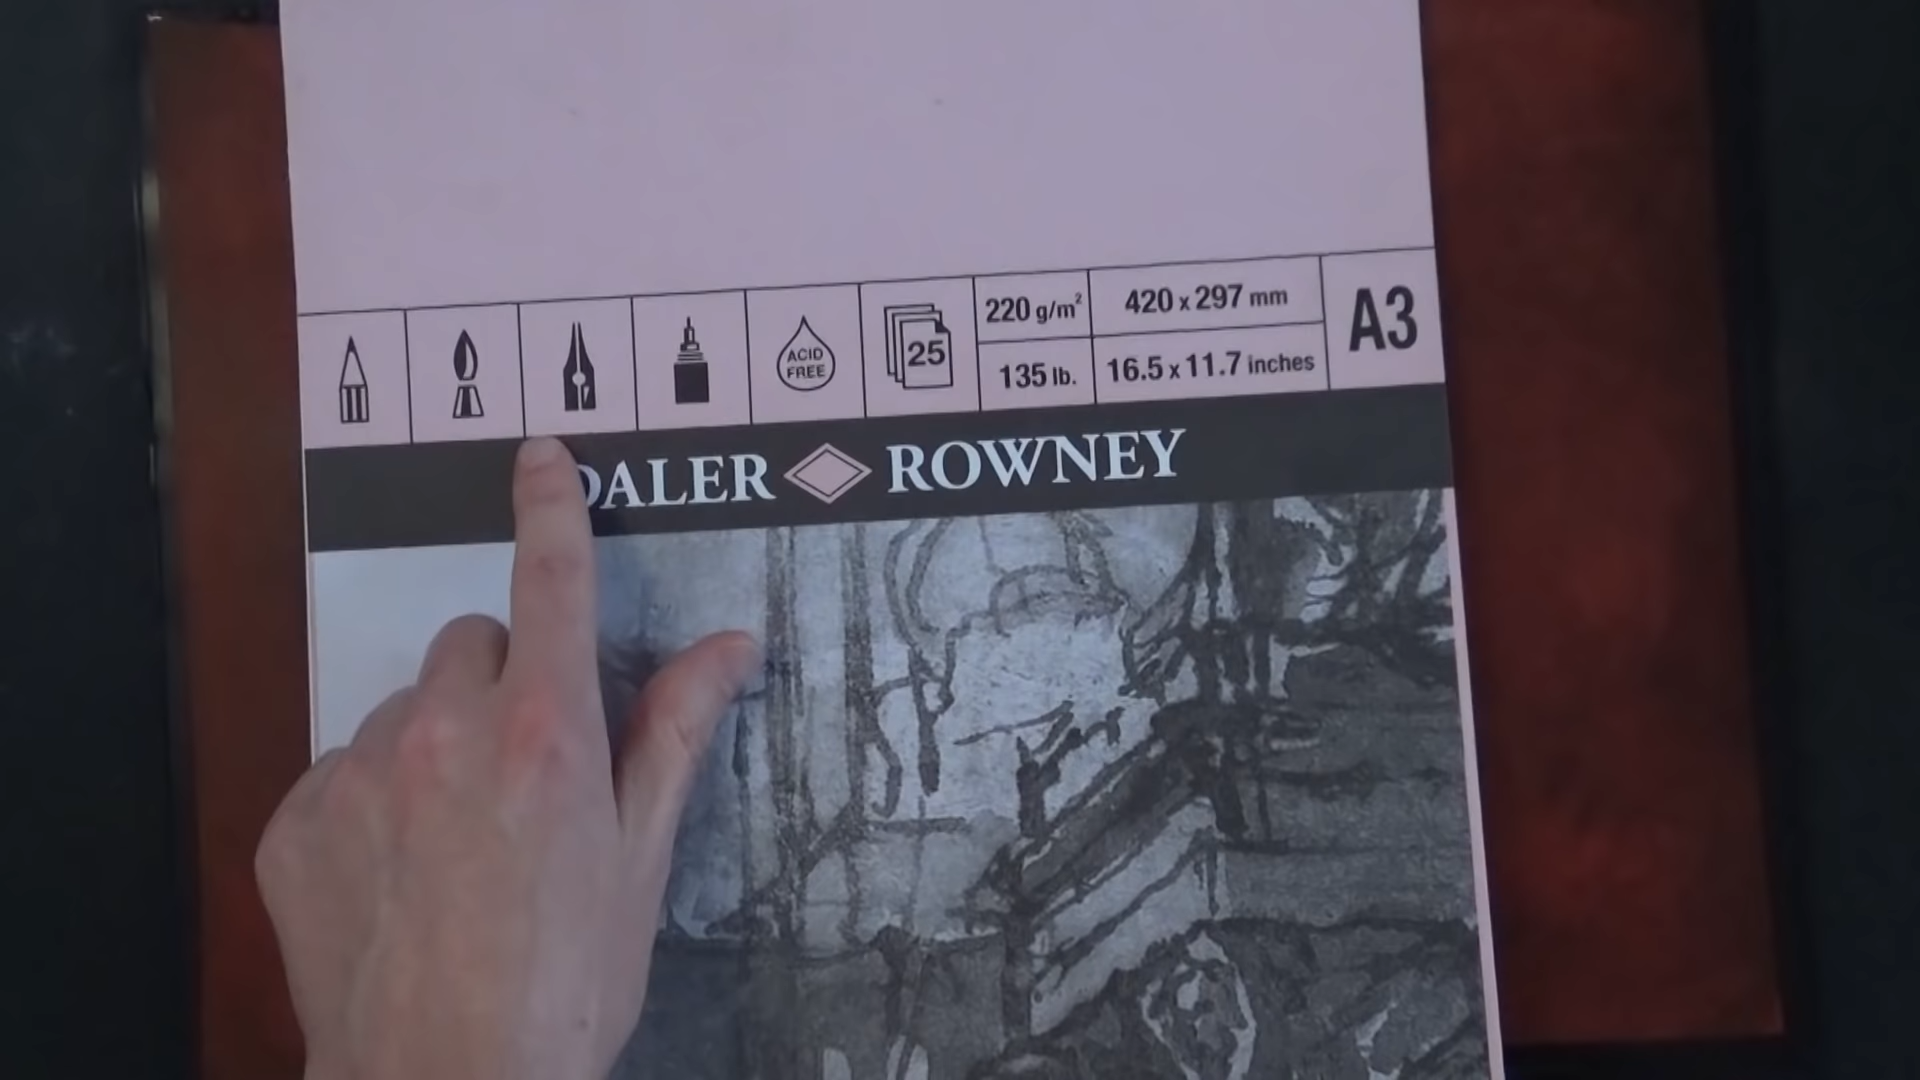 ACID
FREE
25
220 g/m²
135 lb.
420 x 297 mm
16.5 x 11.7 inches
A3
DALER ROWNEY